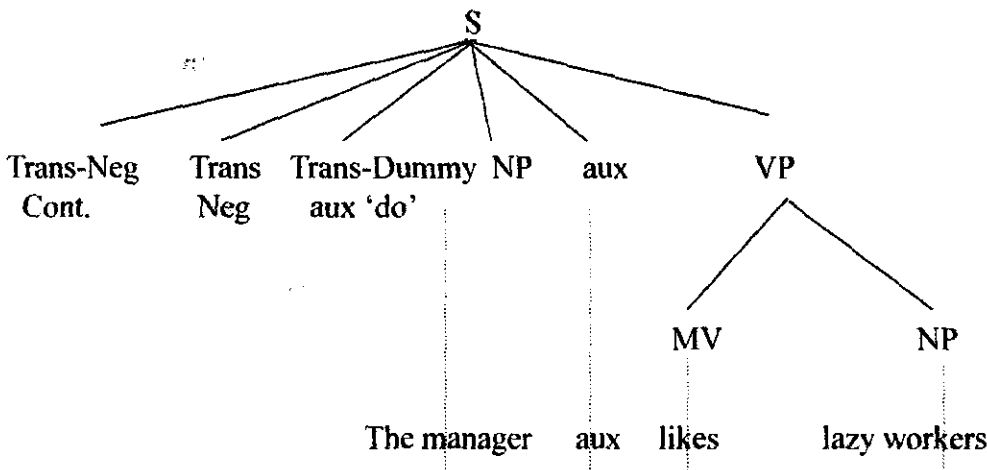 S
Trans-Neg Trans Trans-Dummy NP aux VP
Cont. Neg aux ‘do’
MV NP
The manager aux likes lazy workers